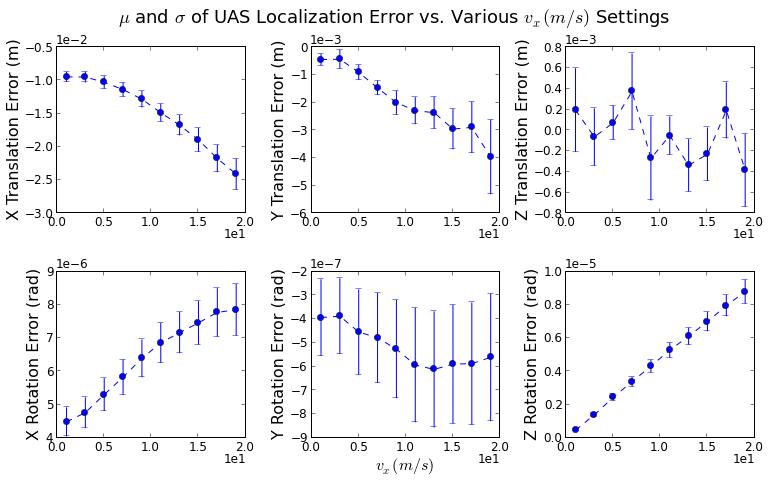 μ and σ of UAS Localization Error vs. Various v_x(m/s) Settings
1e−2
−0.5
−1.0
−1.5
−2.0
−2.5
−3.0
X Translation Error (m)
0.0 0.5 1.0 1.5 2.0
1e1
1e−3
0
−1
−2
−3
−4
−5
−6
Y Translation Error (m)
0.0 0.5 1.0 1.5 2.0
1e1
1e−3
0.8
0.6
0.4
0.2
0.0
−0.2
−0.4
−0.6
−0.8
Z Translation Error (m)
0.0 0.5 1.0 1.5 2.0
1e1
1e−6
9
8
7
6
5
4
X Rotation Error (rad)
0.0 0.5 1.0 1.5 2.0
1e1
1e−7
−2
−3
−4
−5
−6
−7
−8
−9
Y Rotation Error (rad)
0.0 0.5 1.0 1.5 2.0
1e1
v_x(m/s)
1e−5
1.0
0.8
0.6
0.4
0.2
0.0
Z Rotation Error (rad)
0.0 0.5 1.0 1.5 2.0
1e1